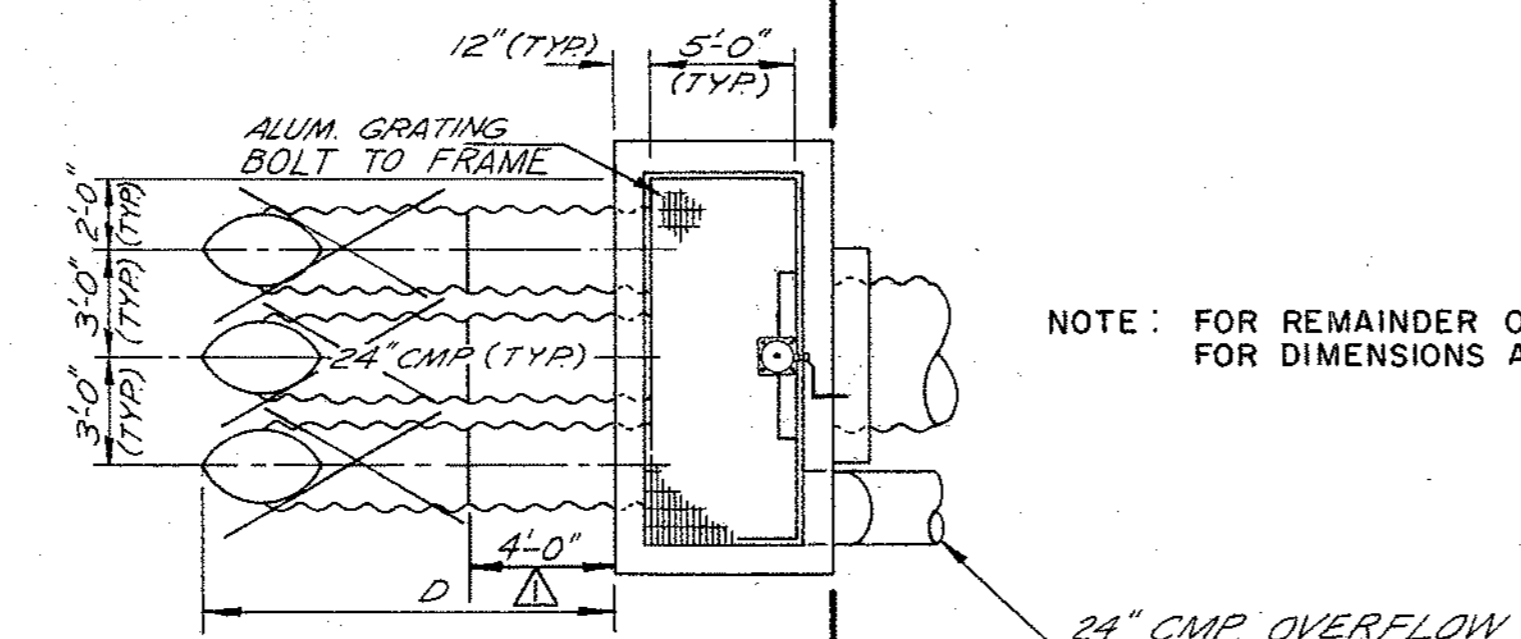 12" (TYP.)
5'-0"
(TYP.)
ALUM. GRATING
BOLT TO FRAME
2'-0"
(TYP.)
3'-0"
(TYP.)
3'-0"
(TYP.)
24" CMP (TYP.)
NOTE: FOR REMAINDER O
FOR DIMENSIONS A
4'-0"
D
1
24" CMP OVERFLOW